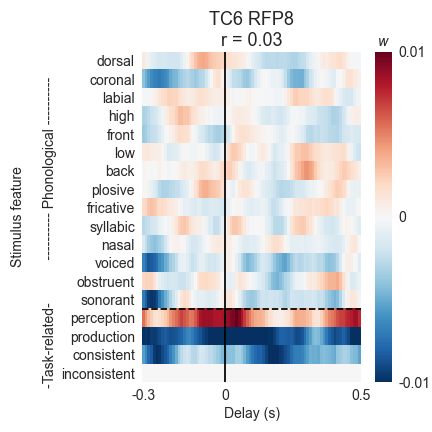 TC6 RFP8
r = 0.03
w
dorsal
coronal
labial
high
front
low
back
plosive
fricative
syllabic
nasal
voiced
obstruent
sonorant
perception
production
consistent
inconsistent
Stimulus feature
---------- Phonological ----------
-Task-related-
0.01
0
-0.01
-0.3
0
0.5
Delay (s)